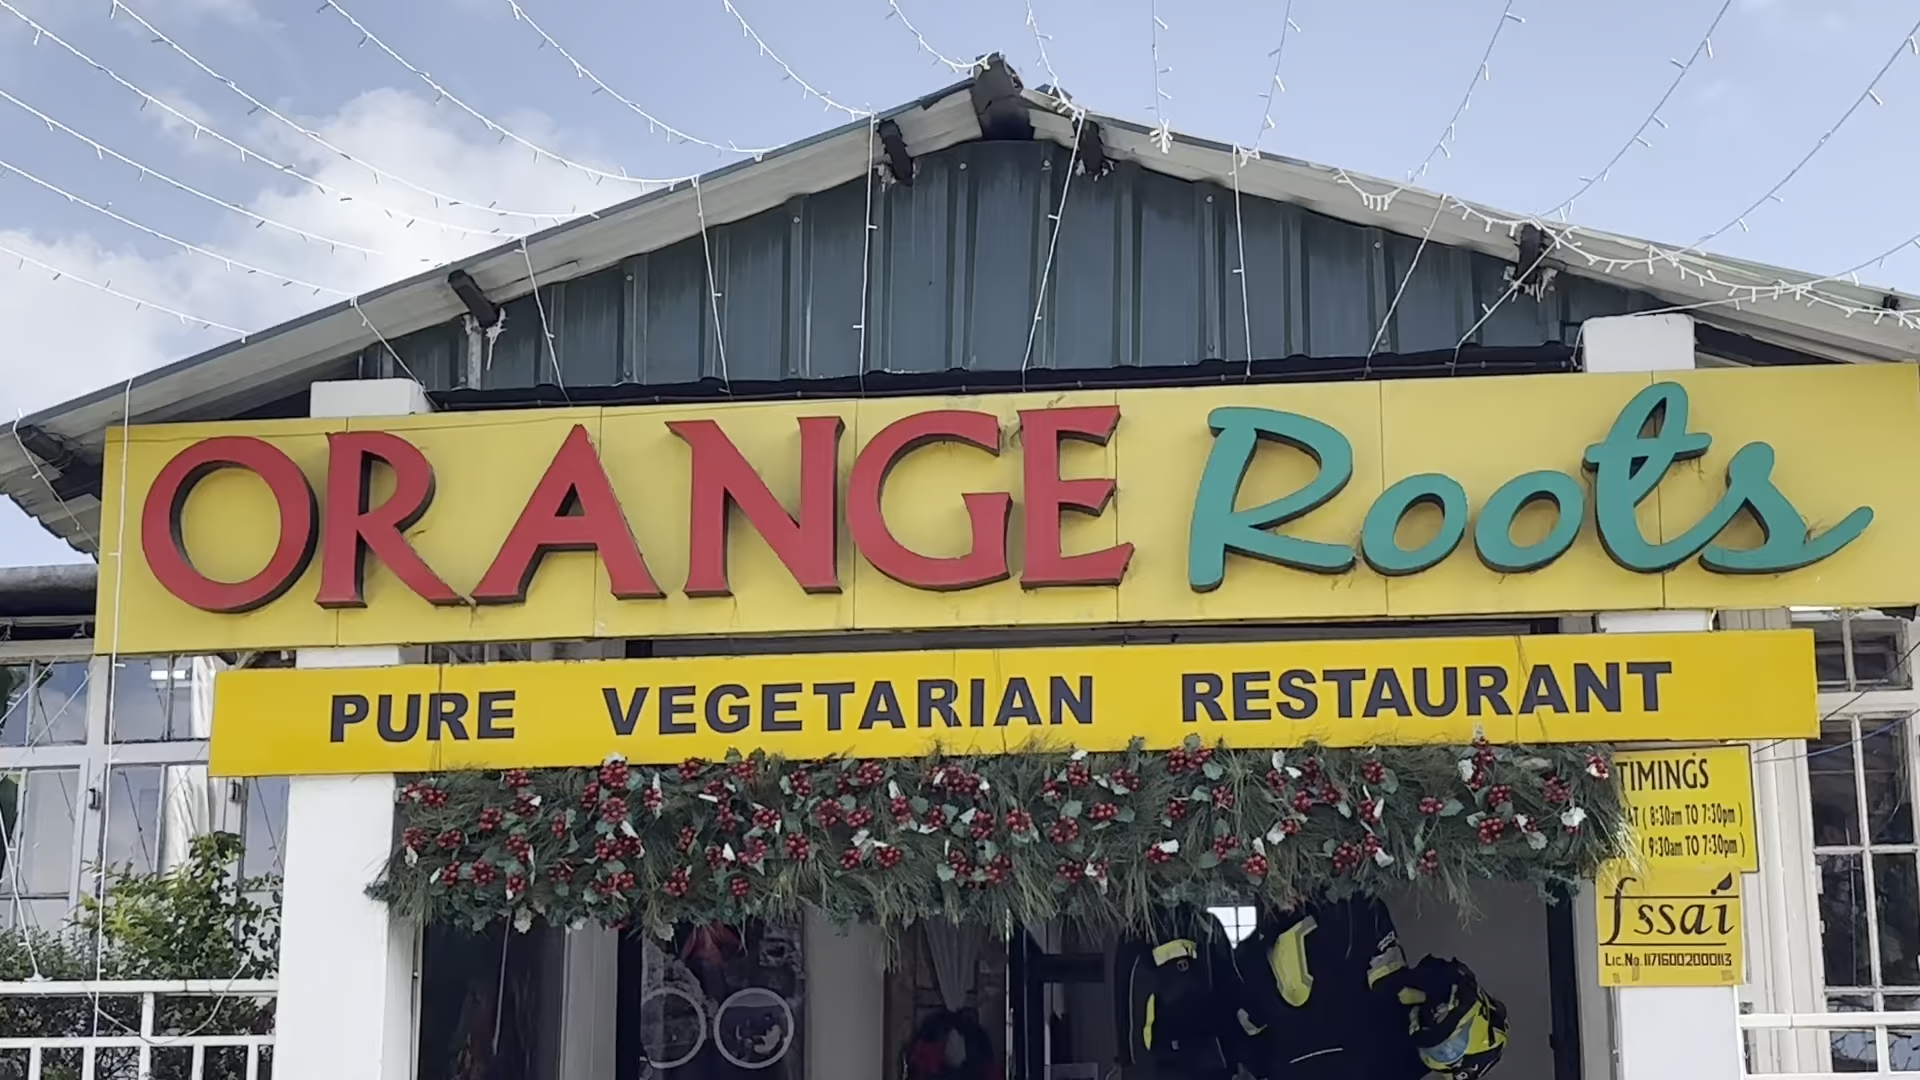 ORANGE Roots
PURE VEGETARIAN RESTAURANT
TIMINGS
AT ( 8:30am TO 7:30pm )
( 9:30am TO 7:30pm )
fssai
Lic.No. 11716002000113